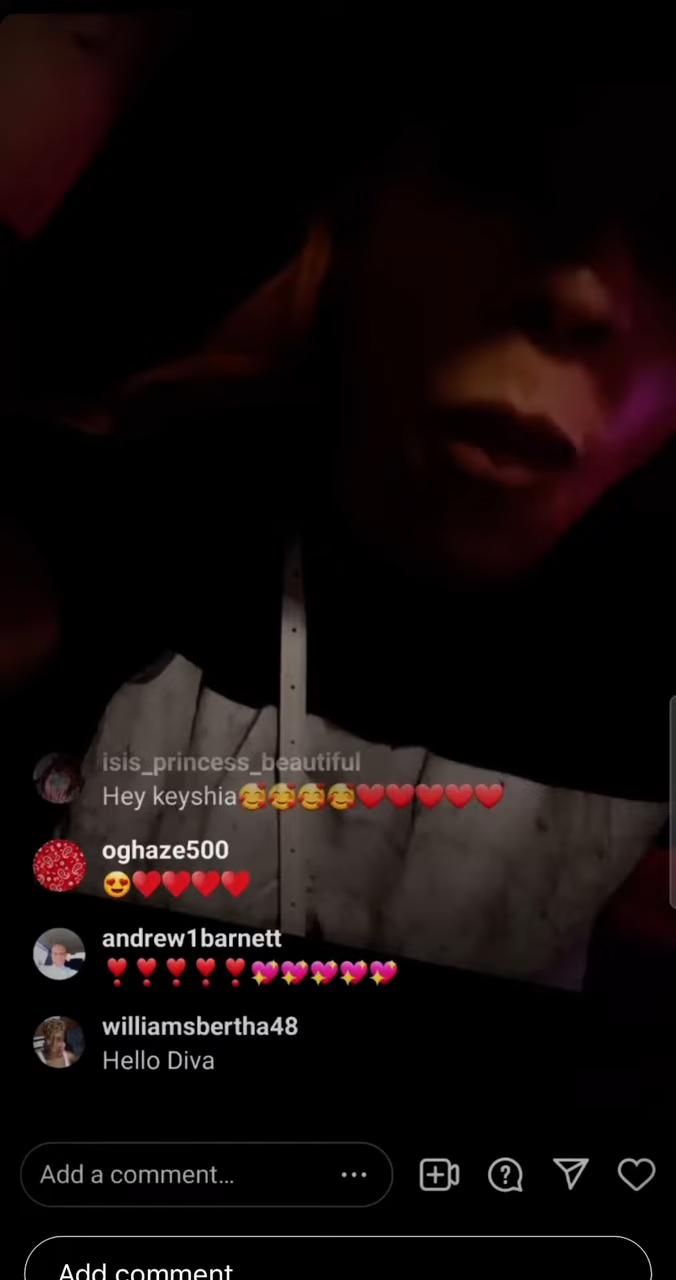 isis_princess_beautiful
Hey keyshia🥰🥰🥰🥰❤️❤️❤️❤️❤️
oghaze500
😍❤️❤️❤️❤️
andrew1barnett
❣️❣️❣️❣️❣️💖💖💖💖💖
williamsbertha48
Hello Diva
Add a comment...
Add comment